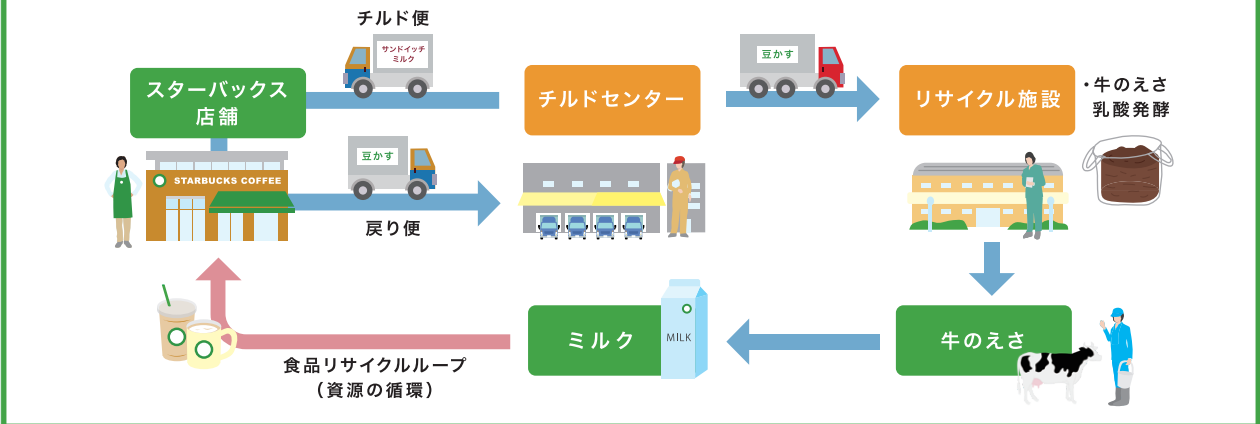 チルド便
サンドイッチ
ミルク
スターバックス
店舗
STARBUCKS COFFEE
豆かす
戻り便
チルドセンター
豆かす
リサイクル施設
・牛のえさ
乳酸発酵
牛のえさ
ミルク
MILK
食品リサイクルループ
（資源の循環）